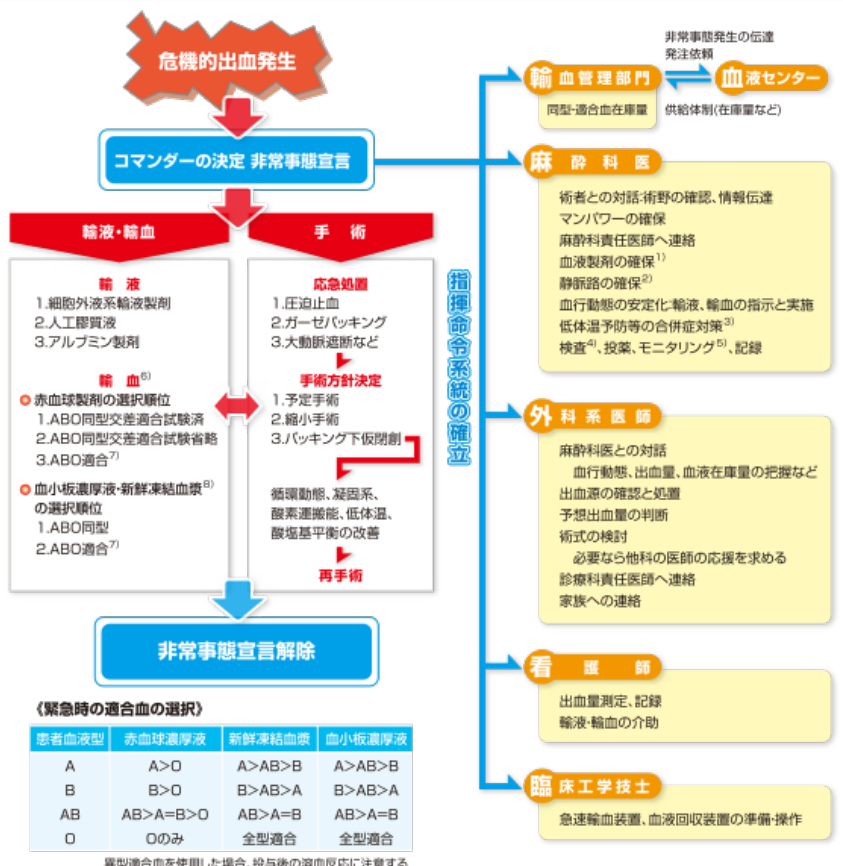 危機的出血発生
コマンダーの決定 非常事態宣言
輸液・輸血
輸 液
1.細胞外液系輸液製剤
2.人工膠質液
3.アルブミン製剤
輸 血6)
赤血球製剤の選択順位
1.ABO同型交差適合試験済
2.ABO同型交差適合試験省略
3.ABO適合7)
血小板濃厚液・新鮮凍結血漿8)
の選択順位
1.ABO同型
2.ABO適合7)
手 術
応急処置
1.圧迫止血
2.ガーゼパッキング
3.大動脈遮断など
手術方針決定
1.予定手術
2.縮小手術
3.パッキング下仮閉創
循環動態、凝固系、
酸素運搬能、低体温、
酸塩基平衡の改善
再手術
非常事態宣言解除
指揮命令系統の確立
輸血管理部門
同型・適合血在庫量
非常事態発生の伝達
発注依頼
血液センター
供給体制(在庫量など)
麻酔科医
術者との対話:術野の確認、情報伝達
マンパワーの確保
麻酔科責任医師へ連絡
血液製剤の確保1)
静脈路の確保2)
血行動態の安定化:輸液、輸血の指示と実施
低体温予防等の合併症対策3)
検査4)、投薬、モニタリング5)、記録
外科系医師
麻酔科医との対話
血行動態、出血量、血液在庫量の把握など
出血源の確認と処置
予想出血量の判断
術式の検討
必要なら他科の医師の応援を求める
診療科責任医師へ連絡
家族への連絡
看護師
出血量測定、記録
輸液・輸血の介助
臨床工学技士
急速輸血装置、血液回収装置の準備・操作
《緊急時の適合血の選択》
患者血液型 赤血球濃厚液 新鮮凍結血漿 血小板濃厚液
A A>O A>AB>B A>AB>B
B B>O B>AB>A B>AB>A
AB AB>A=B>O AB>A=B AB>A=B
O Oのみ 全型適合 全型適合
異型適合血を使用した場合、投与後の溶血反応に注意する